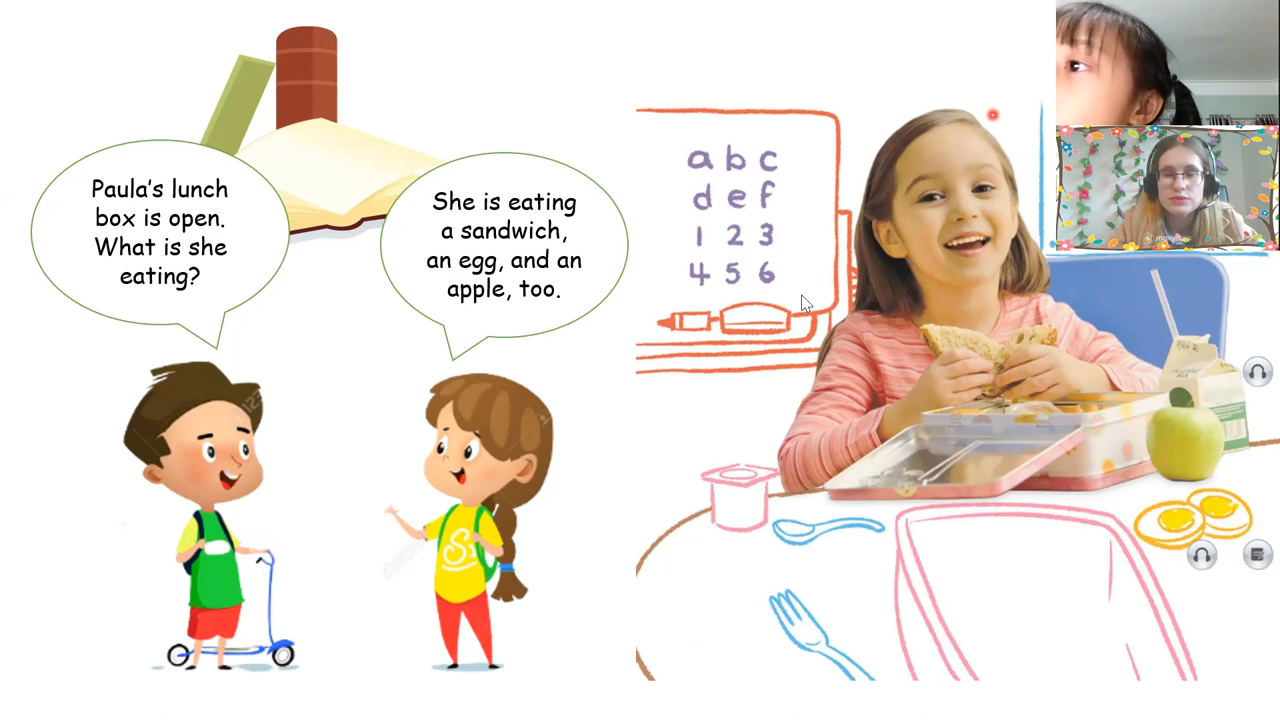 Paula's lunch
box is open.
What is she
eating?
She is eating
a sandwich,
an egg, and an
apple, too.
a b c
d e f
1 2 3
4 5 6